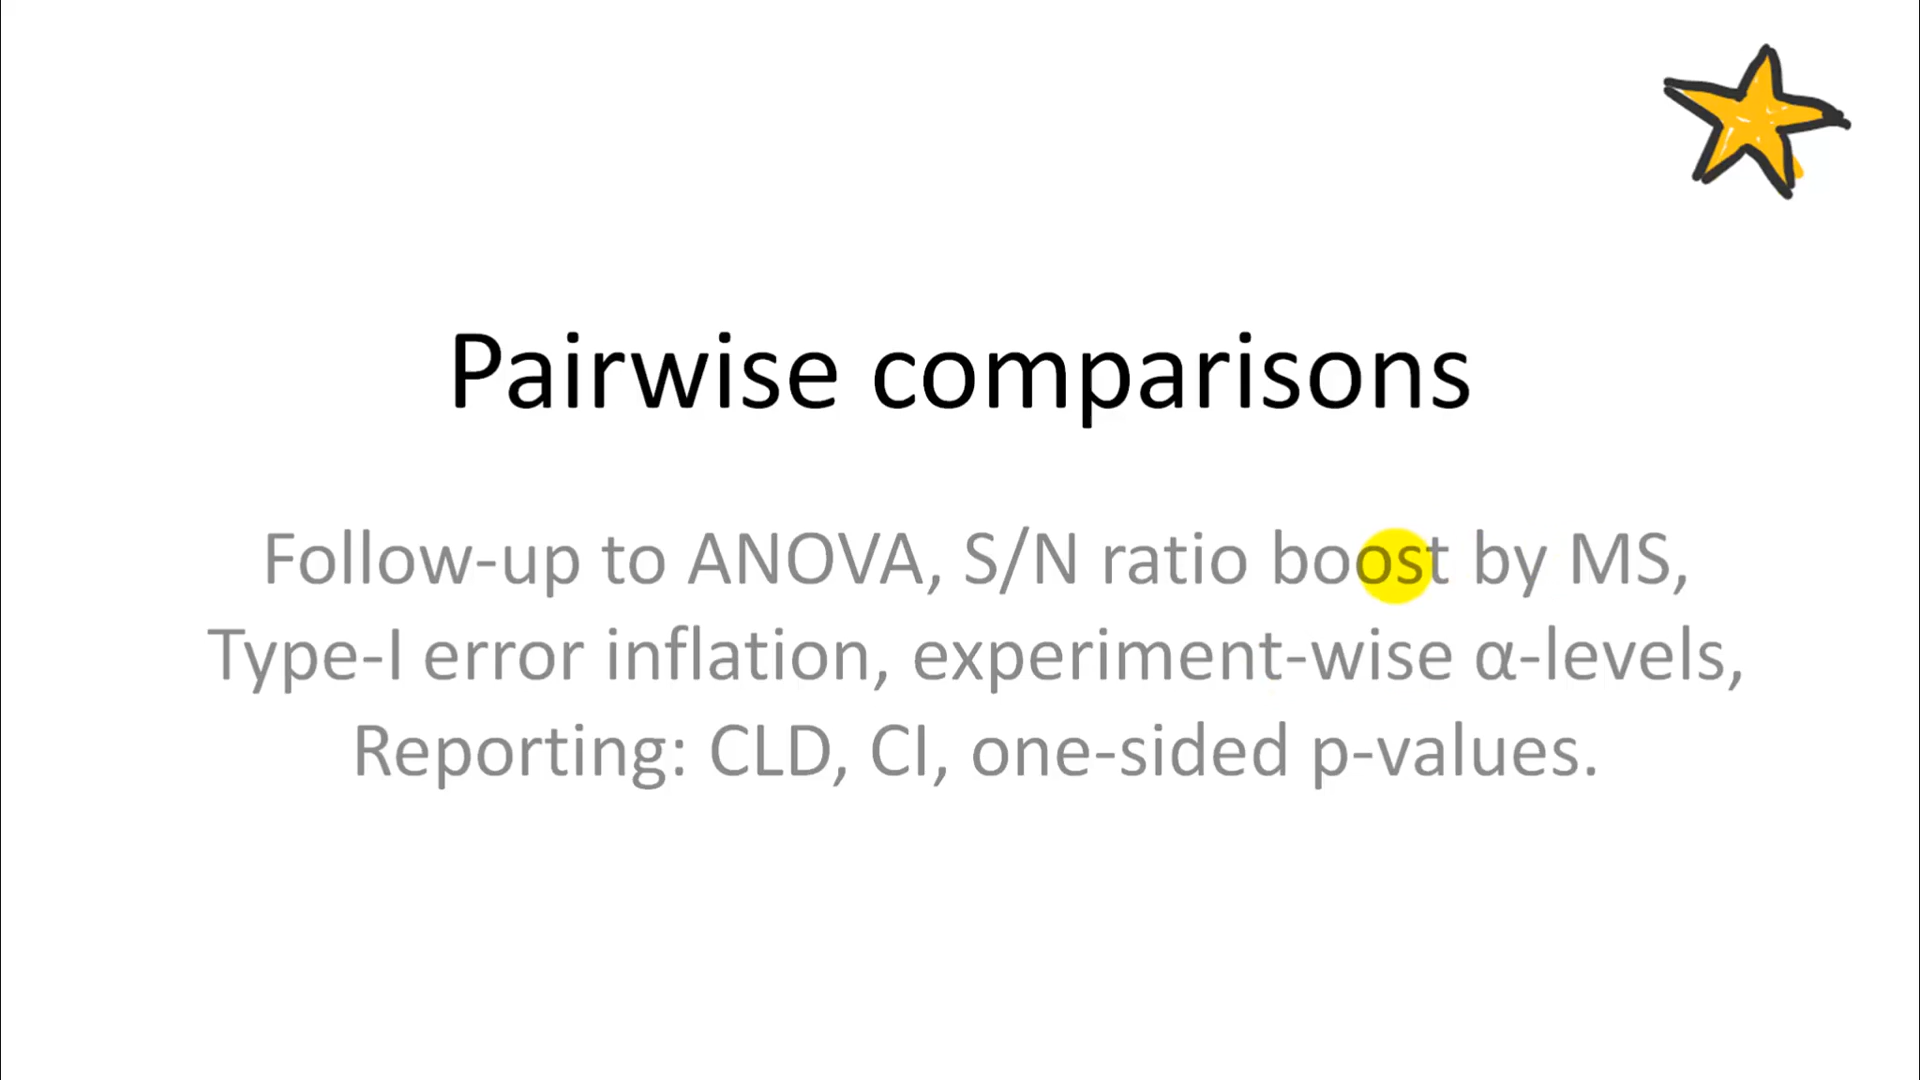 Pairwise comparisons
Follow-up to ANOVA, S/N ratio boost by MS,
Type-I error inflation, experiment-wise α-levels,
Reporting: CLD, CI, one-sided p-values.